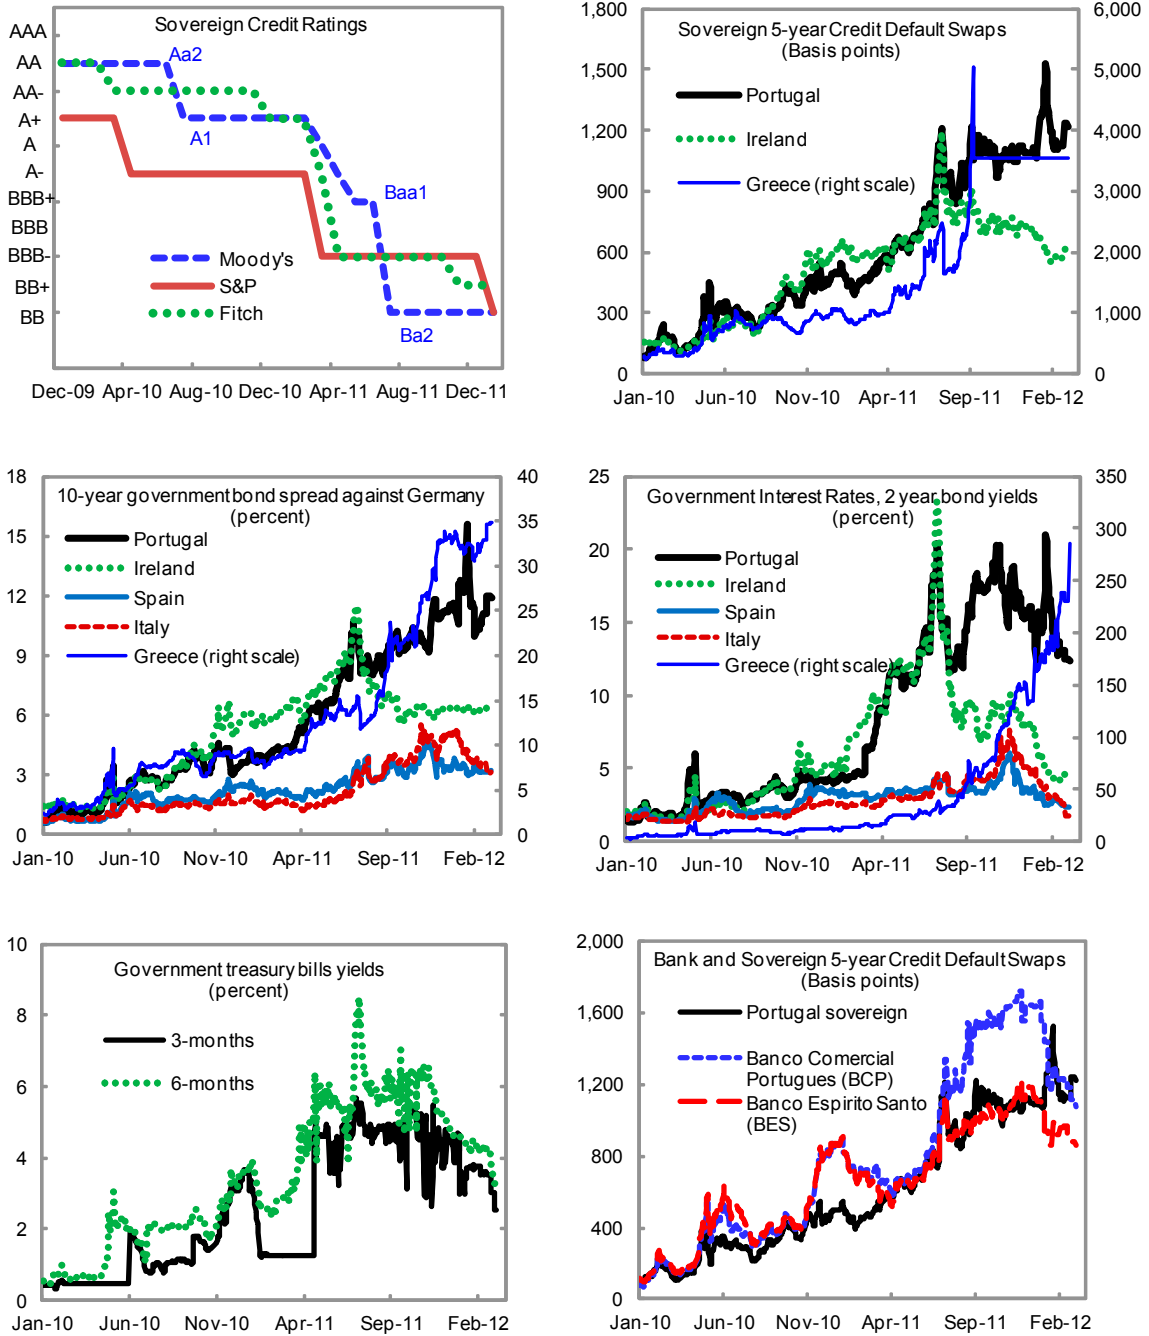 Sovereign Credit Ratings
AAA
AA
AA-
A+
A
A-
BBB+
BBB
BBB-
BB+
BB
Aa2
A1
Baa1
Ba2
Moody's
S&P
Fitch
Dec-09 Apr-10 Aug-10 Dec-10 Apr-11 Aug-11 Dec-11
Sovereign 5-year Credit Default Swaps
(Basis points)
1,800
1,500
1,200
900
600
300
0
6,000
5,000
4,000
3,000
2,000
1,000
0
Portugal
Ireland
Greece (right scale)
Jan-10 Jun-10 Nov-10 Apr-11 Sep-11 Feb-12
10-year government bond spread against Germany
(percent)
18
15
12
9
6
3
0
40
35
30
25
20
15
10
5
0
Portugal
Ireland
Spain
Italy
Greece (right scale)
Jan-10 Jun-10 Nov-10 Apr-11 Sep-11 Feb-12
Government Interest Rates, 2 year bond yields
(percent)
25
20
15
10
5
0
350
300
250
200
150
100
50
0
Portugal
Ireland
Spain
Italy
Greece (right scale)
Jan-10 Jun-10 Nov-10 Apr-11 Sep-11 Feb-12
Government treasury bills yields
(percent)
10
8
6
4
2
0
3-months
6-months
Jan-10 Jun-10 Nov-10 Apr-11 Sep-11 Feb-12
Bank and Sovereign 5-year Credit Default Swaps
(Basis points)
2,000
1,600
1,200
800
400
0
Portugal sovereign
Banco Comercial
Portugues (BCP)
Banco Espirito Santo
(BES)
Jan-10 Jun-10 Nov-10 Apr-11 Sep-11 Feb-12